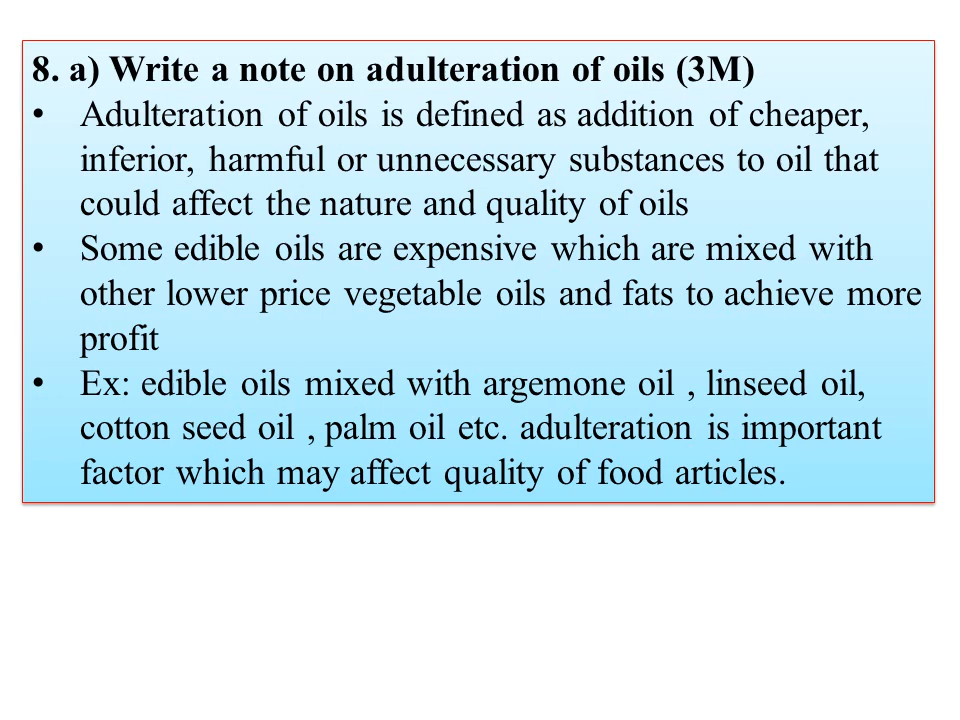 8. a) Write a note on adulteration of oils (3M)
• Adulteration of oils is defined as addition of cheaper,
inferior, harmful or unnecessary substances to oil that
could affect the nature and quality of oils
• Some edible oils are expensive which are mixed with
other lower price vegetable oils and fats to achieve more
profit
• Ex: edible oils mixed with argemone oil , linseed oil,
cotton seed oil , palm oil etc. adulteration is important
factor which may affect quality of food articles.